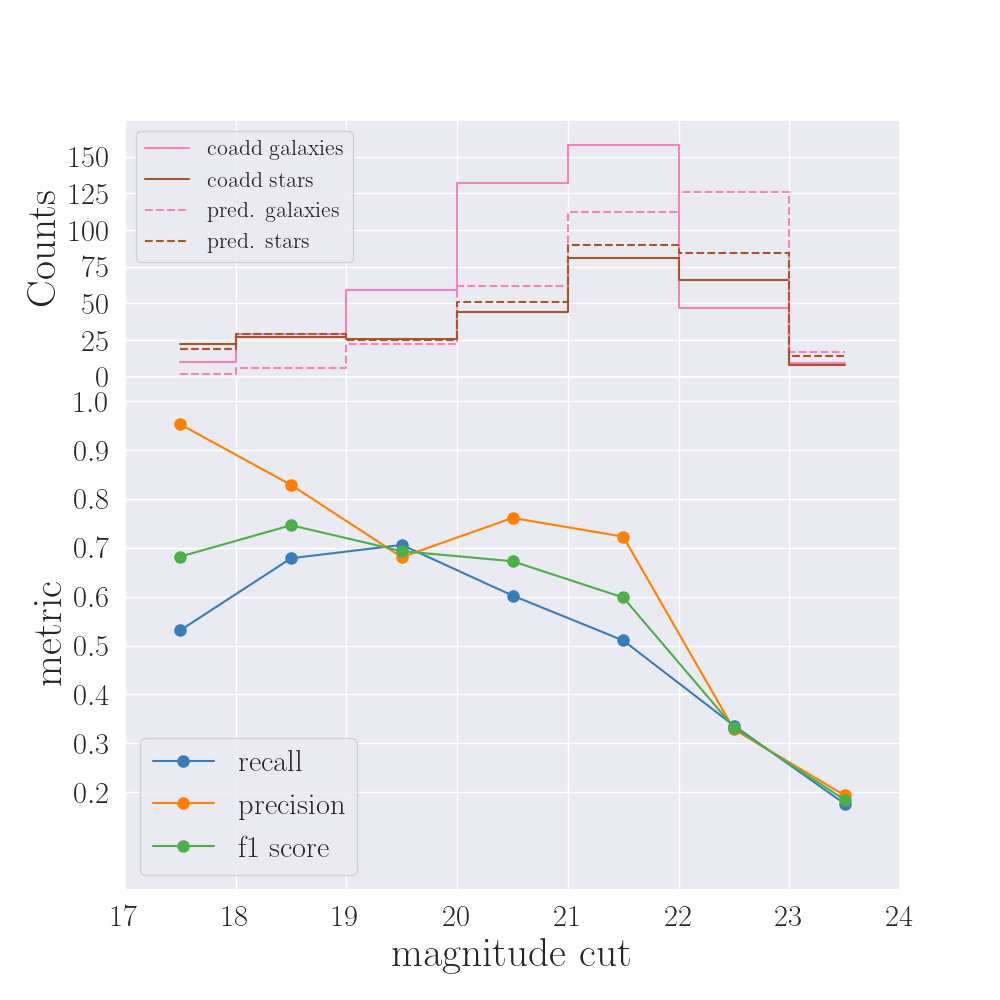 coadd galaxies
coadd stars
pred. galaxies
pred. stars
Counts
150
125
100
75
50
25
0
1.0
0.9
0.8
0.7
0.6
0.5
0.4
0.3
0.2
metric
recall
precision
f1 score
17 18 19 20 21 22 23 24
magnitude cut